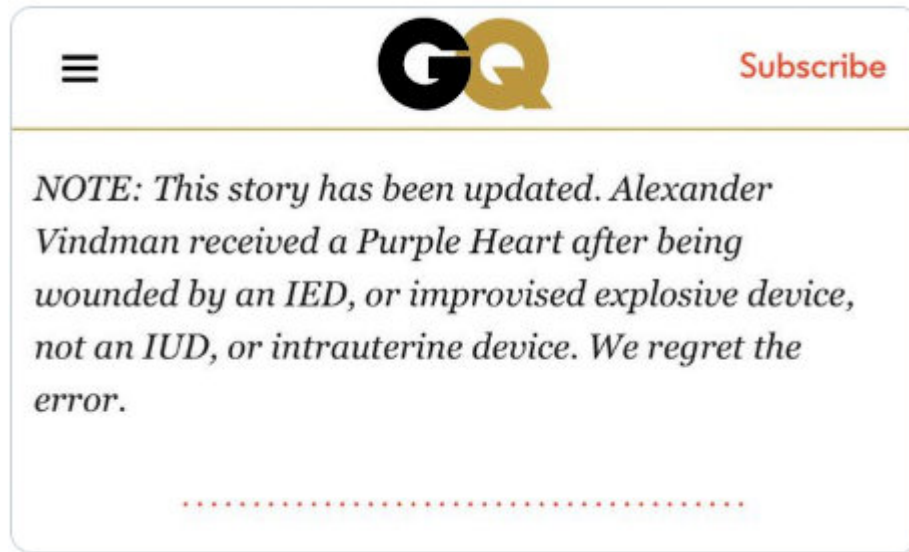 GQ Subscribe
NOTE: This story has been updated. Alexander
Vindman received a Purple Heart after being
wounded by an IED, or improvised explosive device,
not an IUD, or intrauterine device. We regret the
error.